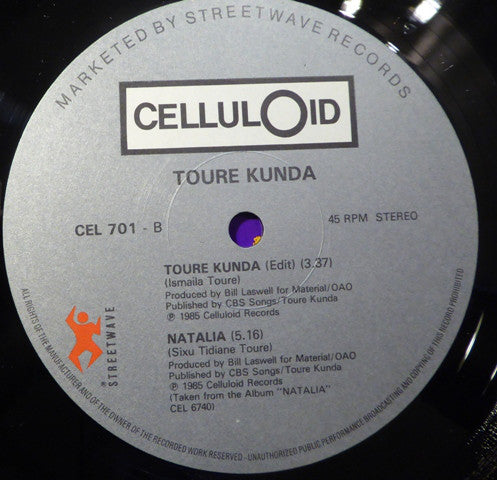 MARKETED BY STREETWAVE RECORDS
CELLULOID
TOURE KUNDA
CEL 701 - B
45 RPM STEREO
TOURE KUNDA (Edit) (3.37)
(Ismaila Toure)
Produced by Bill Laswell for Material/OAO
Published by CBS Songs/Toure Kunda
℗ 1985 Celluloid Records
NATALIA (5.16)
(Sixu Tidiane Toure)
Produced by Bill Laswell for Material/OAO
Published by CBS Songs/Toure Kunda
℗ 1985 Celluloid Records
(Taken from the Album "NATALIA"
CEL 6740)
® STREETWAVE
ALL RIGHTS OF THE MANUFACTURER AND OF THE OWNER OF THE RECORDED WORK RESERVED - UNAUTHORIZED PUBLIC PERFORMANCE BROADCASTING AND COPYING OF THIS RECORD PROHIBITED